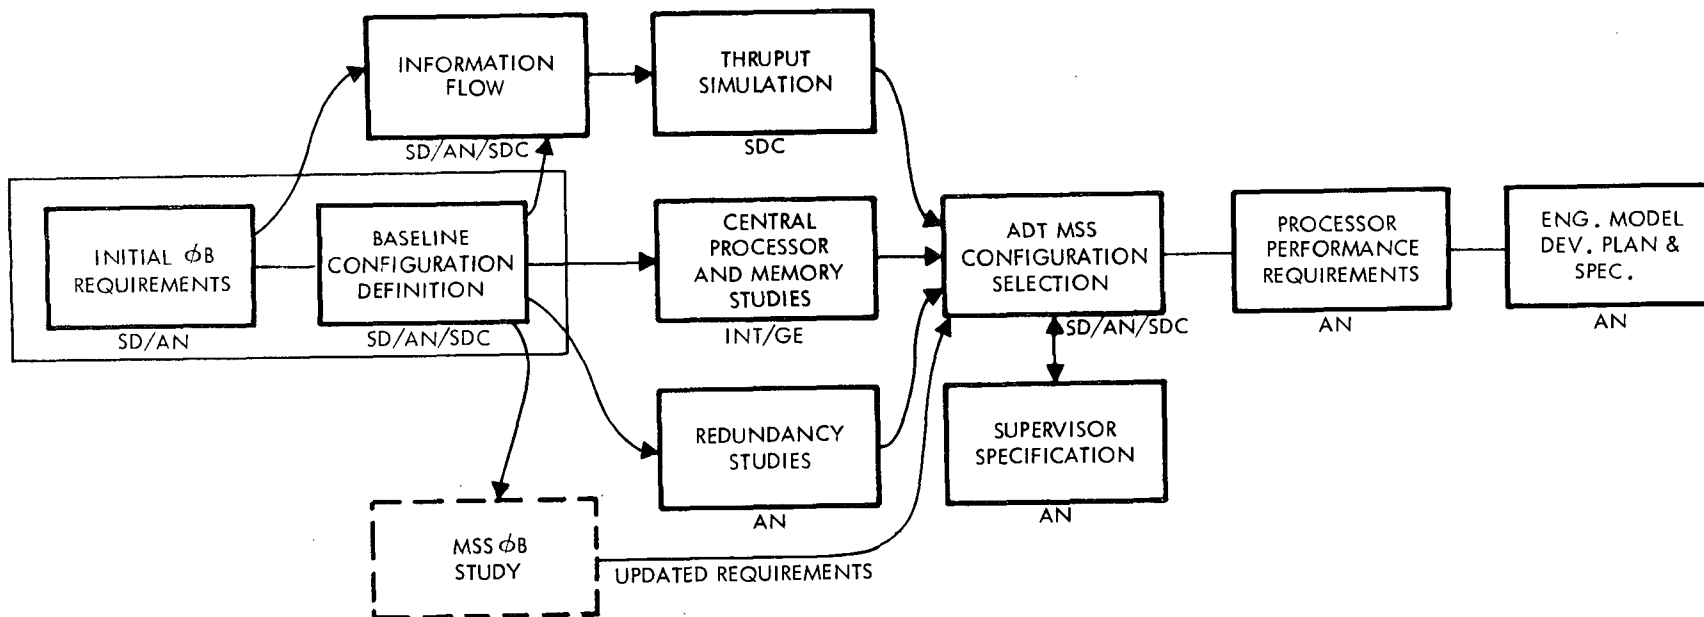 INFORMATION
FLOW
SD/AN/SDC
THRUPUT
SIMULATION
SDC
INITIAL ϕB
REQUIREMENTS
SD/AN
BASELINE
CONFIGURATION
DEFINITION
SD/AN/SDC
CENTRAL
PROCESSOR
AND MEMORY
STUDIES
INT/GE
ADT MSS
CONFIGURATION
SELECTION
SD/AN/SDC
PROCESSOR
PERFORMANCE
REQUIREMENTS
AN
ENG. MODEL
DEV. PLAN &
SPEC.
AN
REDUNDANCY
STUDIES
AN
SUPERVISOR
SPECIFICATION
AN
MSS ϕB
STUDY
UPDATED REQUIREMENTS